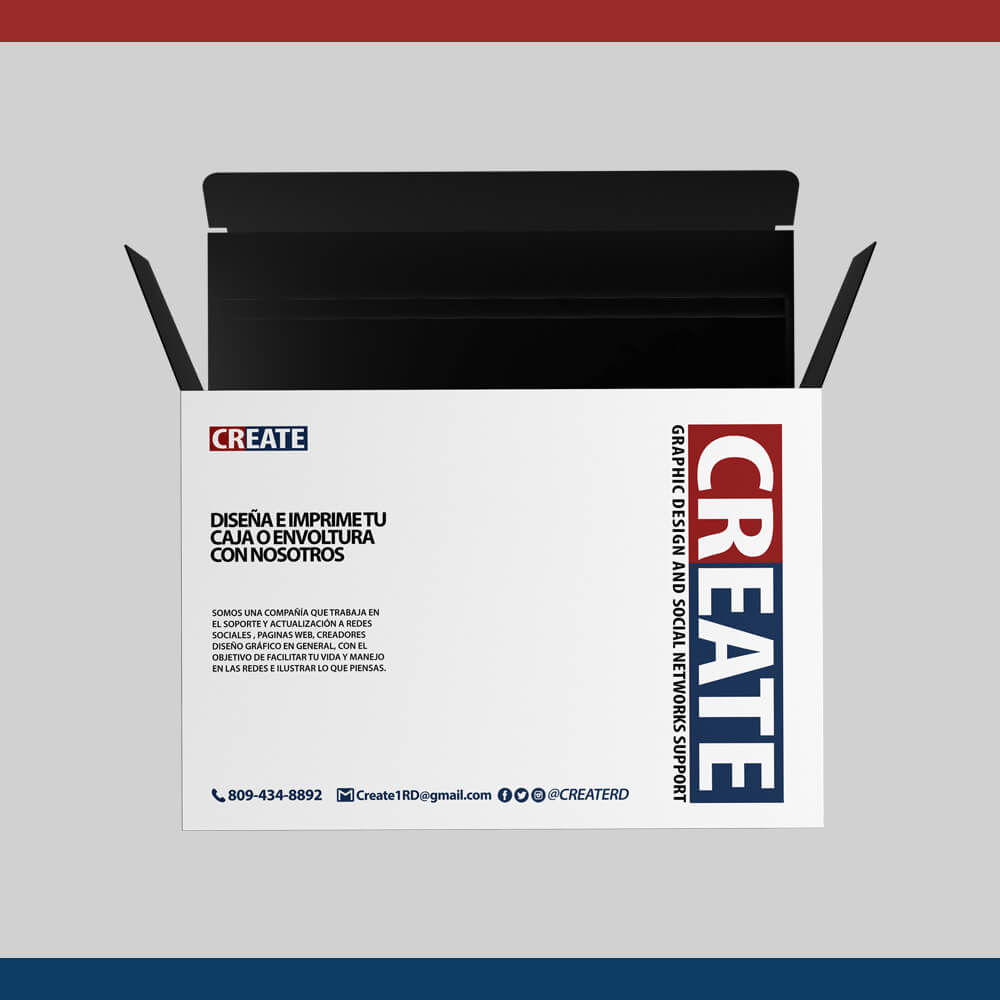 CREATE
DISEÑA E IMPRIME TU
CAJA O ENVOLTURA
CON NOSOTROS
SOMOS UNA COMPAÑÍA QUE TRABAJA EN
EL SOPORTE Y ACTUALIZACIÓN A REDES
SOCIALES , PAGINAS WEB, CREADORES
DISEÑO GRÁFICO EN GENERAL, CON EL
OBJETIVO DE FACILITAR TU VIDA Y MANEJO
EN LAS REDES E ILUSTRAR LO QUE PIENSAS.
809-434-8892 Create1RD@gmail.com @CREATERD
CREATE
GRAPHIC DESIGN AND SOCIAL NETWORKS SUPPORT